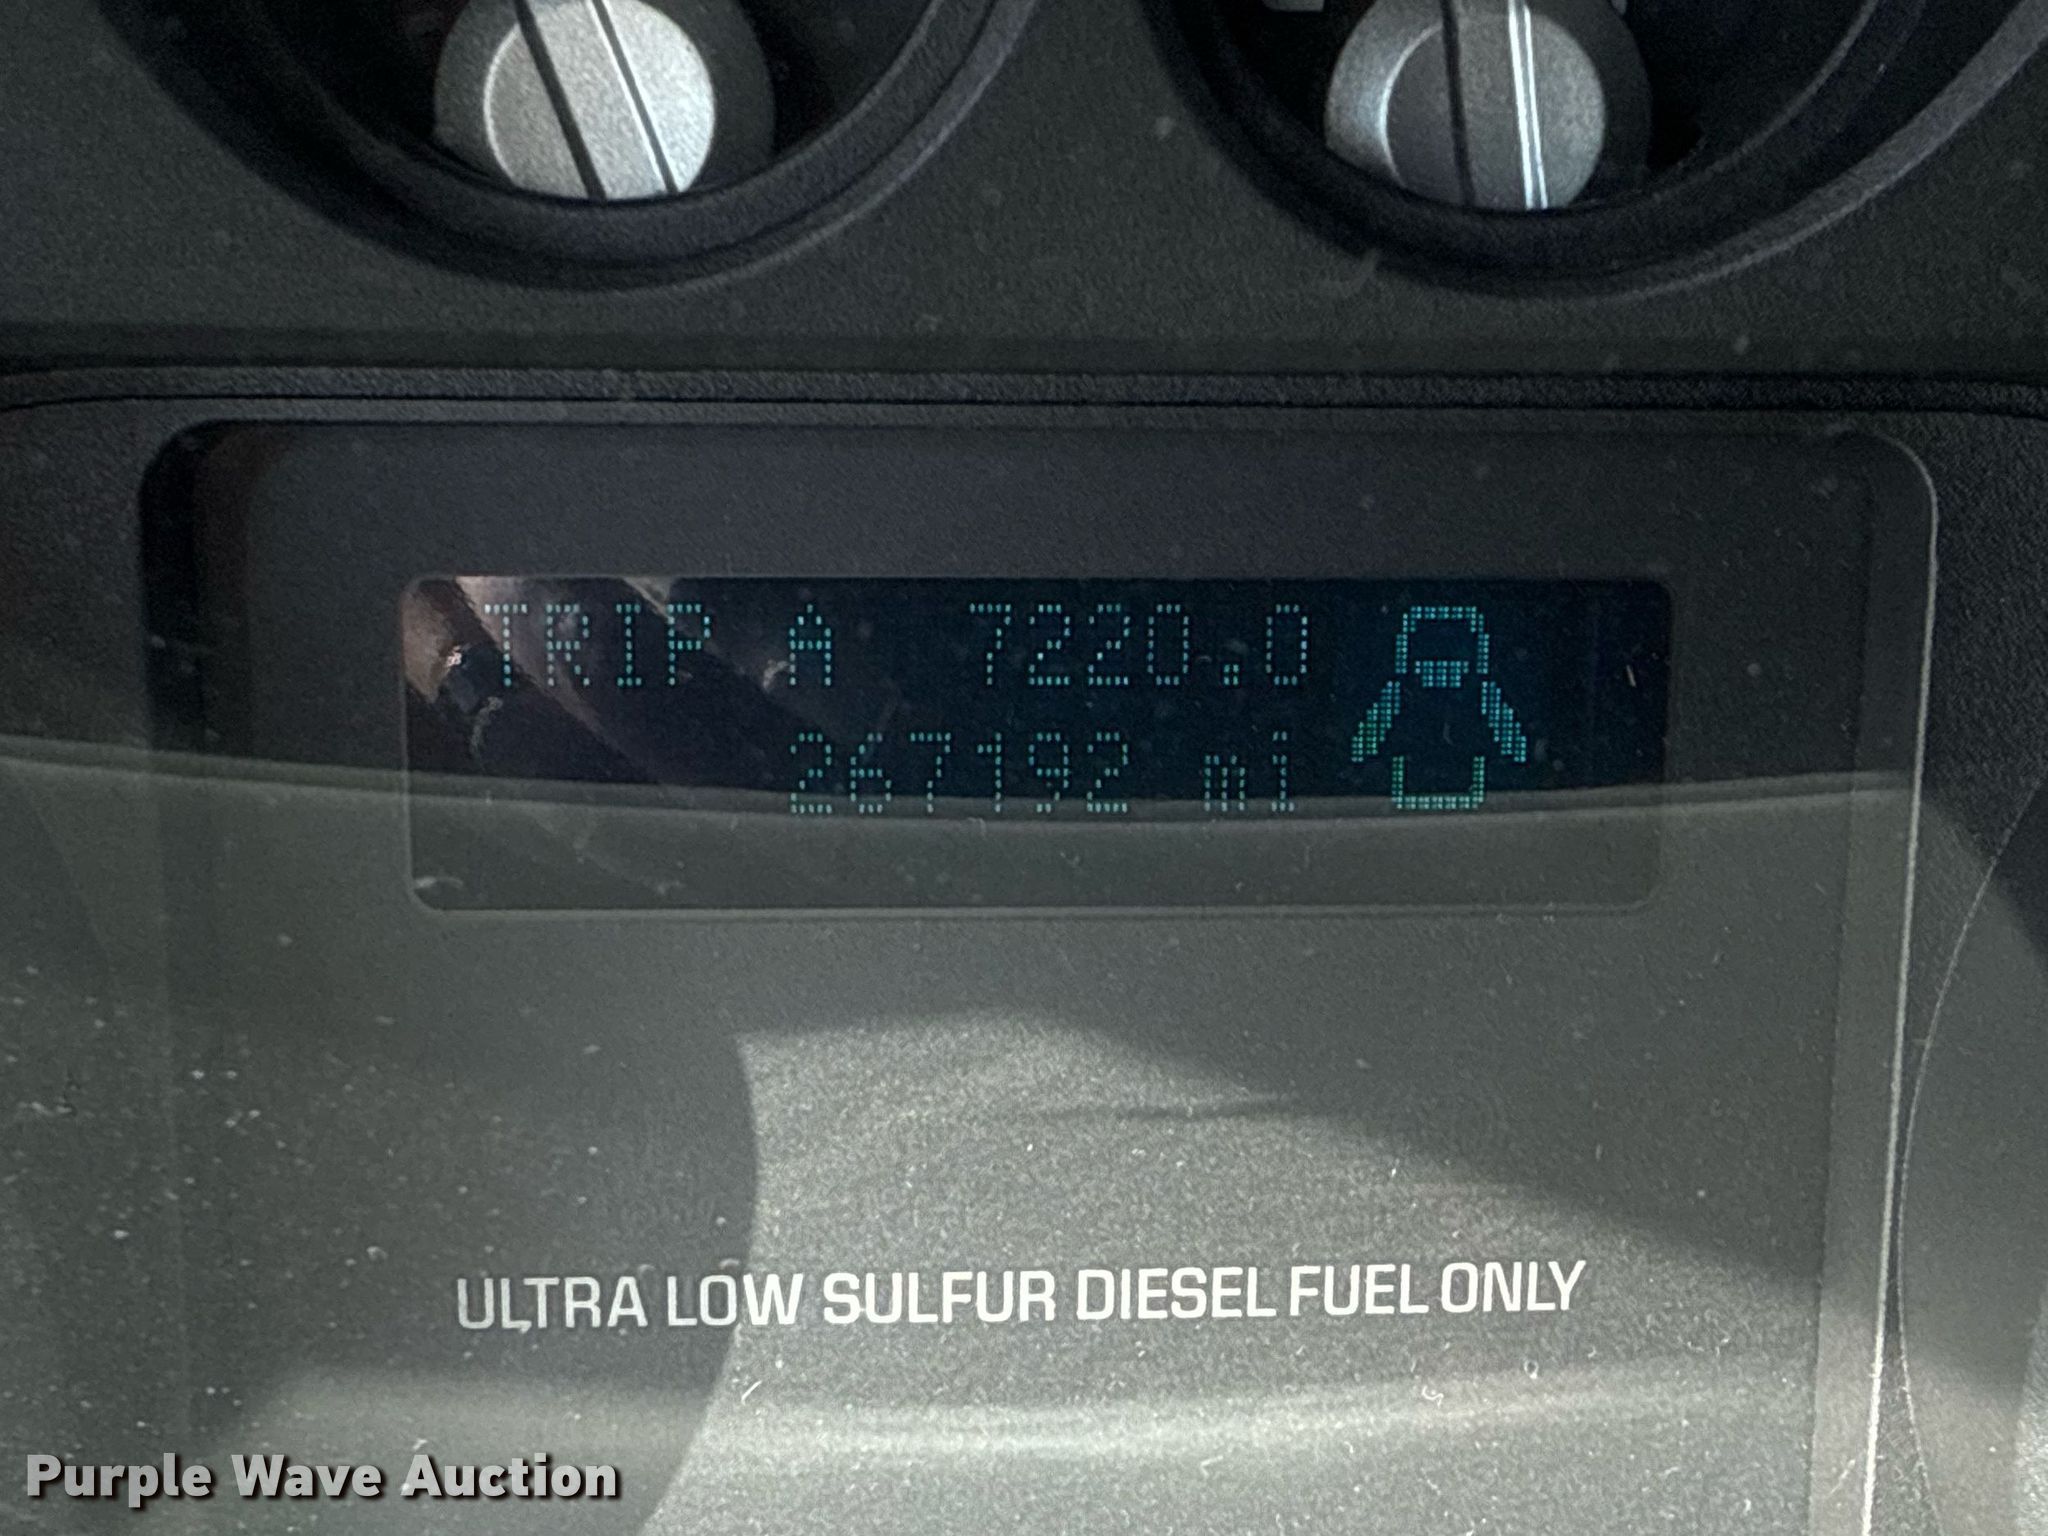 TRIP A 7220.0
267192 mi
ULTRA LOW SULFUR DIESEL FUEL ONLY
Purple Wave Auction